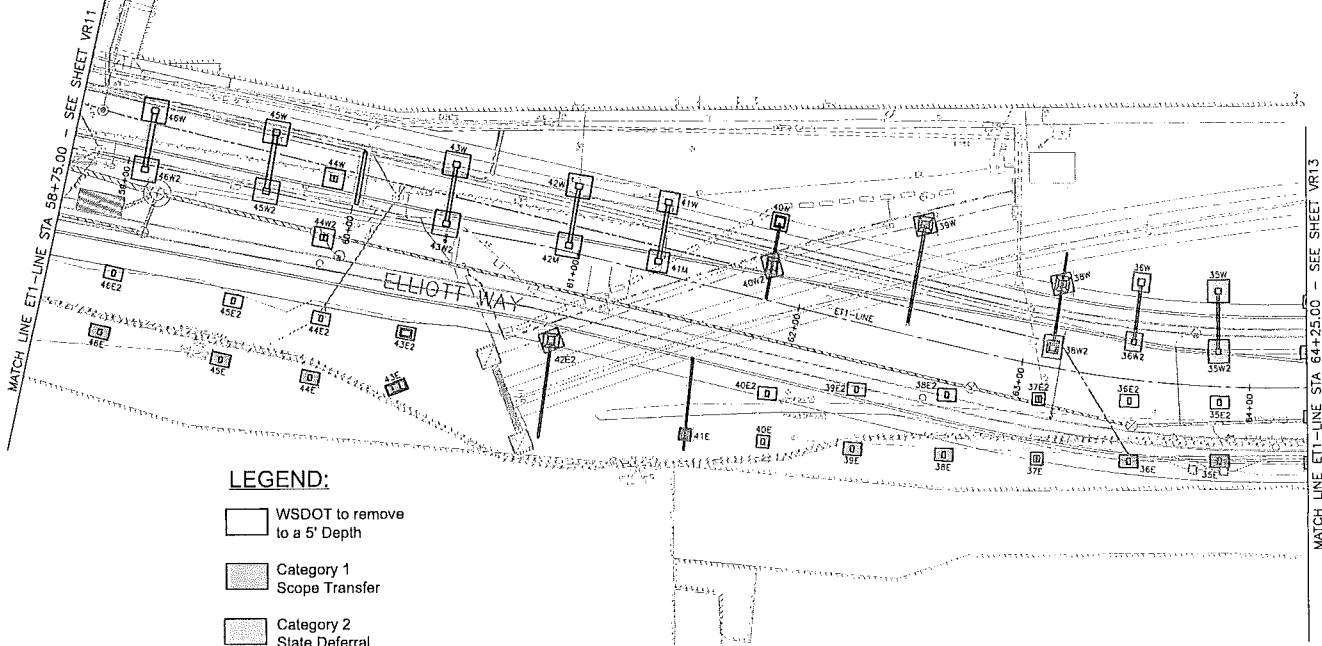 MATCH LINE ET1-LINE STA 58+75.00 - SEE SHEET VR11
46W
45W
44W
43W
42W
41W
40W
39W
38W
36W
35W
46W2
45W2
44W2
43W2
42M
41M
40W2
38W2
36W2
35W2
59+00
60+00
61+00
62+00
63+00
64+00
ET1-LINE
ELLIOTT WAY
46E2
45E2
44E2
43E2
42E2
40E2
39E2
38E2
37E2
36E2
35E2
46E
45E
44E
43E
41E
40E
39E
38E
37E
36E
35E
MATCH LINE ET1-LINE STA 64+25.00 - SEE SHEET VR13
LEGEND:
WSDOT to remove
to a 5' Depth
Category 1
Scope Transfer
Category 2
State Deferral